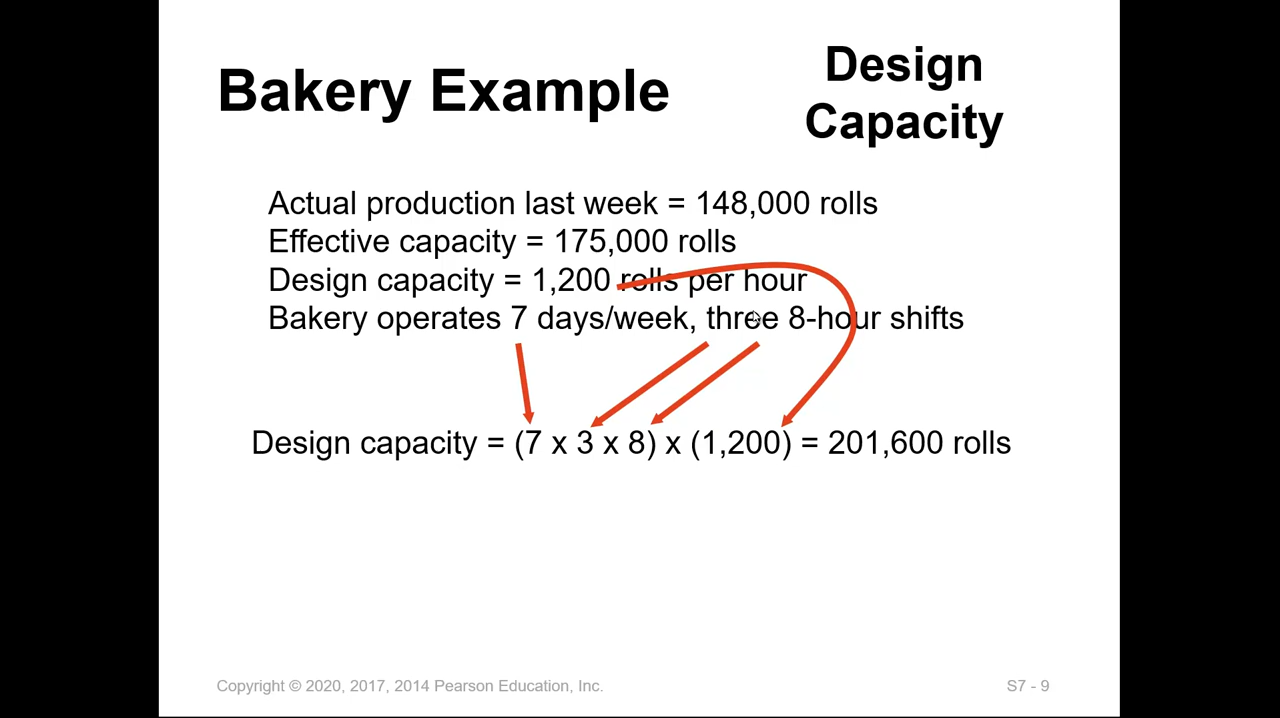 Bakery Example
Design
Capacity
Actual production last week = 148,000 rolls
Effective capacity = 175,000 rolls
Design capacity = 1,200 rolls per hour
Bakery operates 7 days/week, three 8-hour shifts
Design capacity = (7 x 3 x 8) x (1,200) = 201,600 rolls
Copyright © 2020, 2017, 2014 Pearson Education, Inc.
S7 - 9